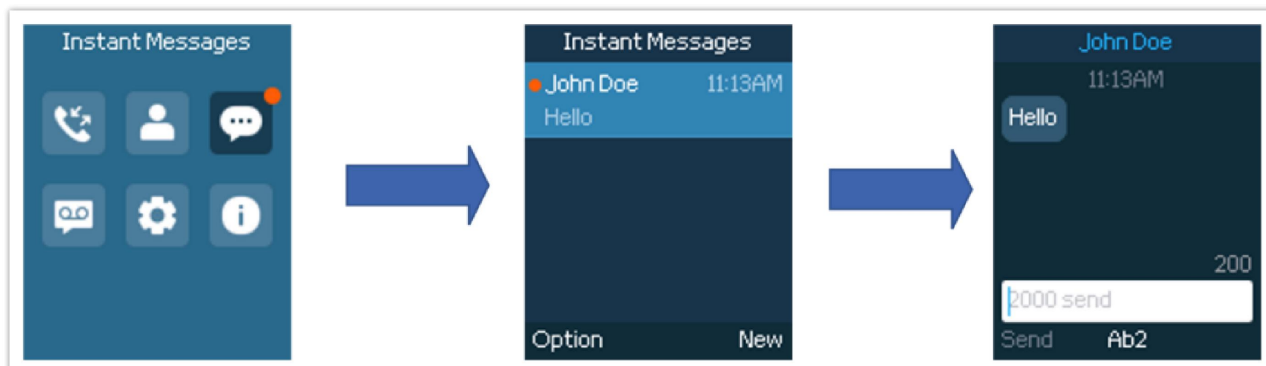 Instant Messages
Instant Messages
John Doe 11:13AM
Hello
Option New
John Doe
11:13AM
Hello
200
2000 send
Send Ab2